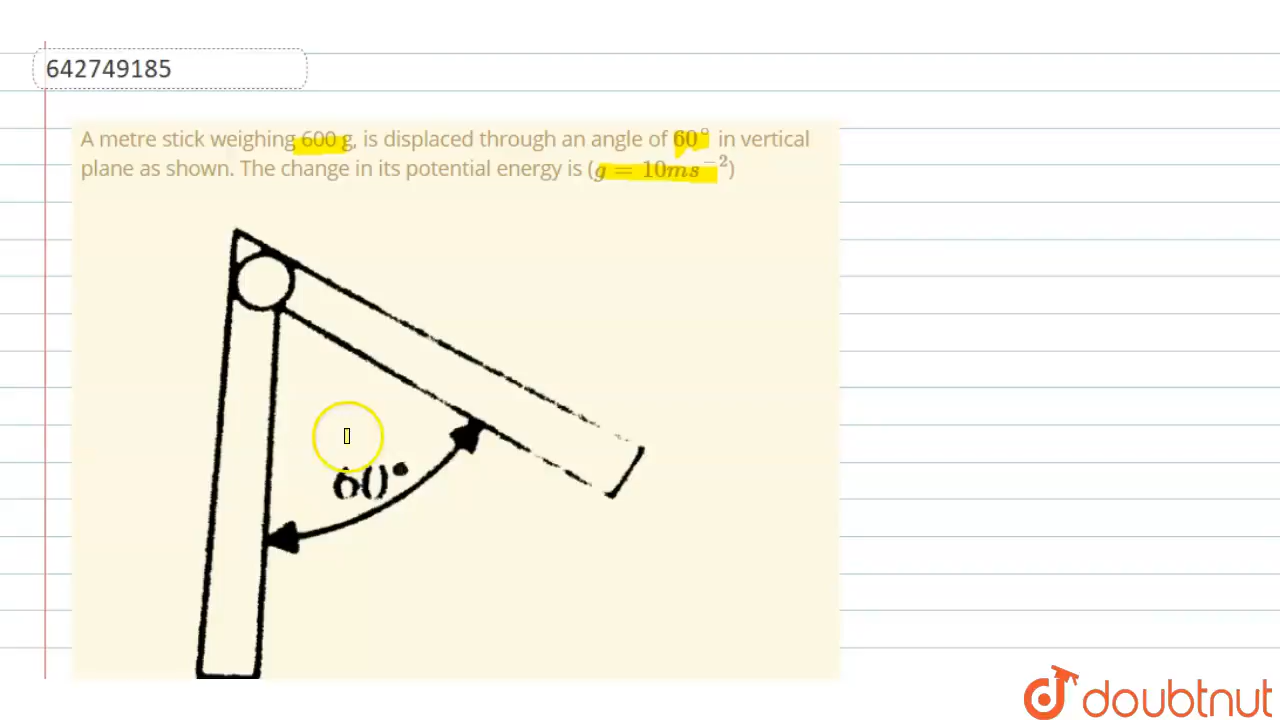 642749185
A metre stick weighing 600 g, is displaced through an angle of 60° in vertical
plane as shown. The change in its potential energy is (g = 10ms⁻²)
60°
doubtnut